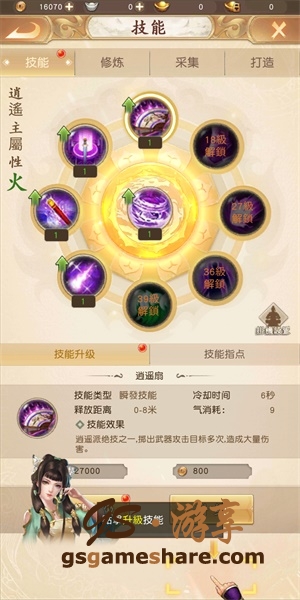 16070
0
0
0
技能
技能
修炼
采集
打造
逍遙主屬性火
1
18級解鎖
1
27級解鎖
1
1
36級解鎖
1
39級解鎖
技能升级
技能指点
逍遥扇
技能类型 瞬發技能 冷却时间 6秒
释放距离 0-8米 气消耗: 9
技能效果
逍遥派绝技之一,掷出武器攻击目标多次,造成大量伤
害。
27000
800
升級技能
GS·游享
gsgameshare.com